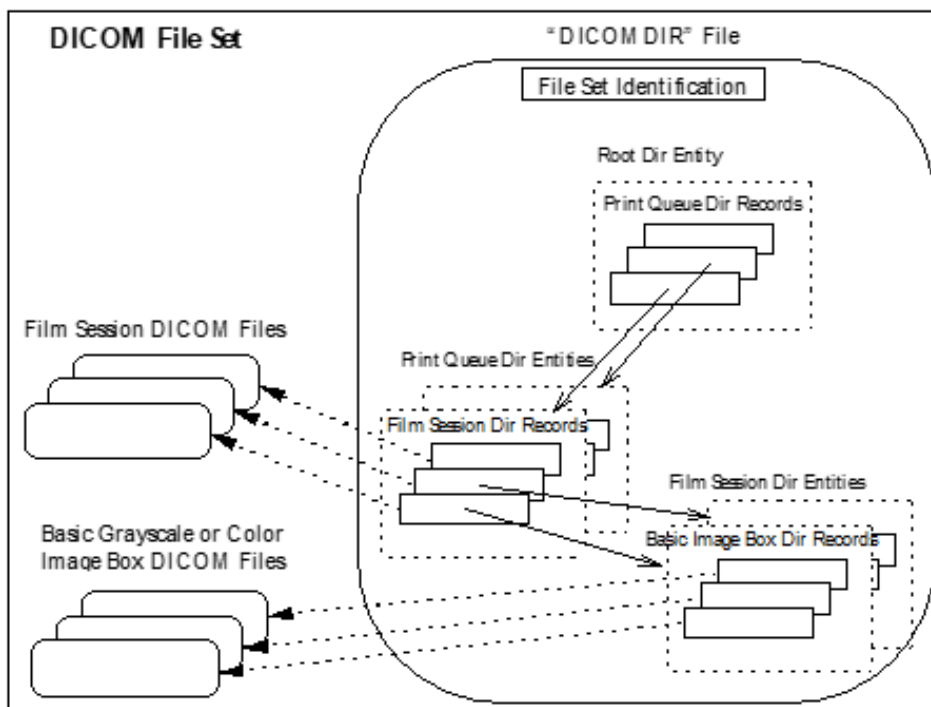 DICOM File Set
“DICOM DIR” File
File Set Identification
Root Dir Entity
Print Queue Dir Records
Film Session DICOM Files
Print Queue Dir Entities
Film Session Dir Records
Film Session Dir Entities
Basic Grayscale or Color
Image Box DICOM Files
Basic Image Box Dir Records